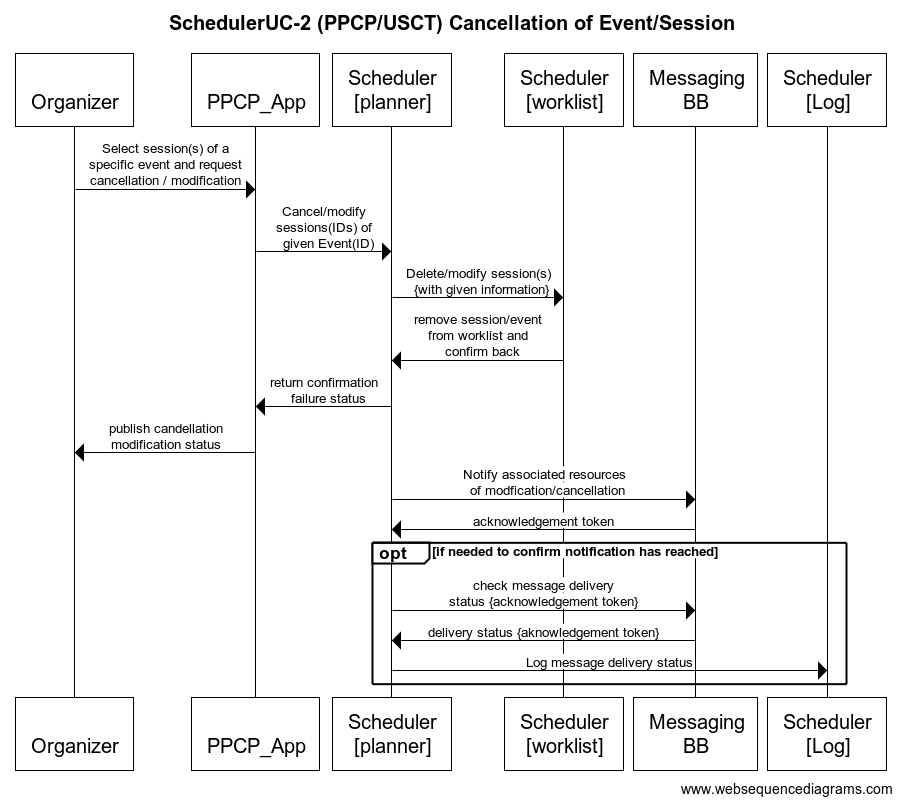 SchedulerUC-2 (PPCP/USCT) Cancellation of Event/Session
Organizer
PPCP_App
Scheduler
[planner]
Scheduler
[worklist]
Messaging
BB
Scheduler
[Log]
Select session(s) of a
specific event and request
cancellation / modification
Cancel/modify
sessions(IDs) of
given Event(ID)
Delete/modify session(s)
{with given information}
remove session/event
from worklist and
confirm back
return confirmation
failure status
publish candellation
modification status
Notify associated resources
of modfication/cancellation
acknowledgement token
opt
[if needed to confirm notification has reached]
check message delivery
status {acknowledgement token}
delivery status {aknowledgement token}
Log message delivery status
Organizer
PPCP_App
Scheduler
[planner]
Scheduler
[worklist]
Messaging
BB
Scheduler
[Log]
www.websequencediagrams.com